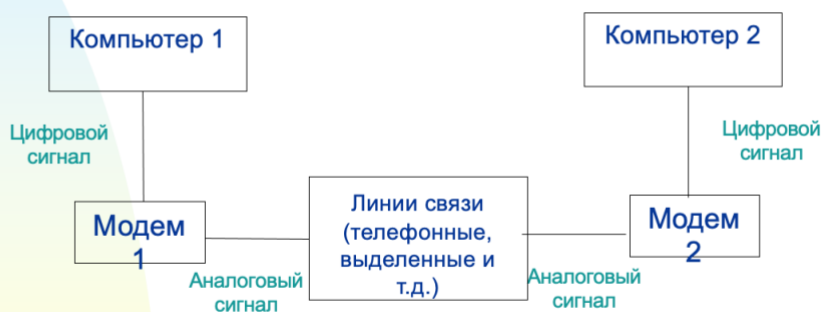 Компьютер 1
Компьютер 2
Цифровой
сигнал
Цифровой
сигнал
Модем
1
Линии связи
(телефонные,
выделенные и
т.д.)
Модем
2
Аналоговый
сигнал
Аналоговый
сигнал